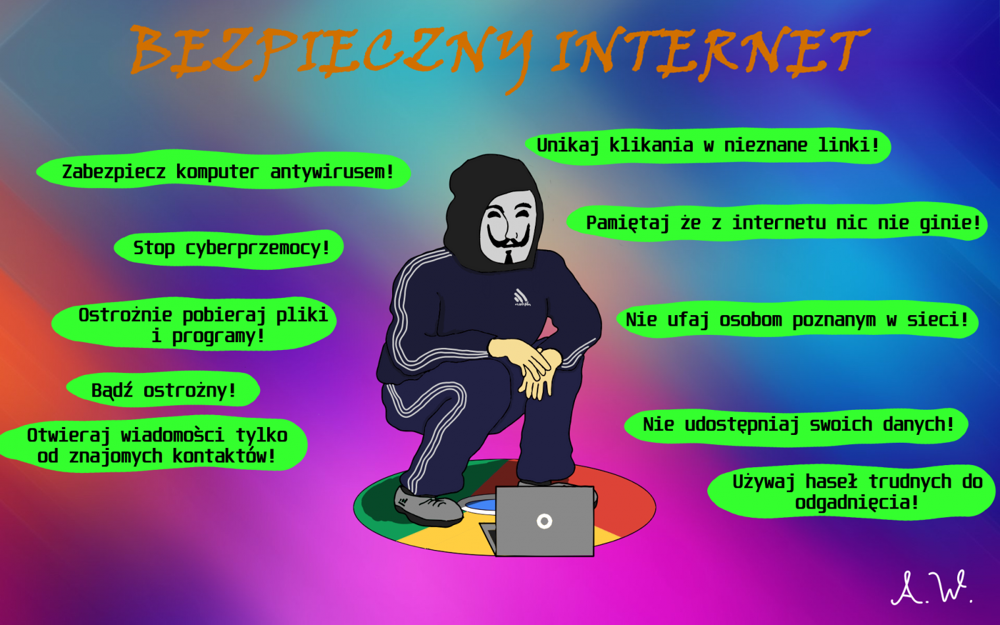 BEZPIECZNY INTERNET
Zabezpiecz komputer antywirusem!
Stop cyberprzemocy!
Ostrożnie pobieraj pliki
i programy!
Bądź ostrożny!
Otwieraj wiadomości tylko
od znajomych kontaktów!
Unikaj klikania w nieznane linki!
Pamiętaj że z internetu nic nie ginie!
Nie ufaj osobom poznanym w sieci!
Nie udostępniaj swoich danych!
Używaj haseł trudnych do
odgadnięcia!
A.W.